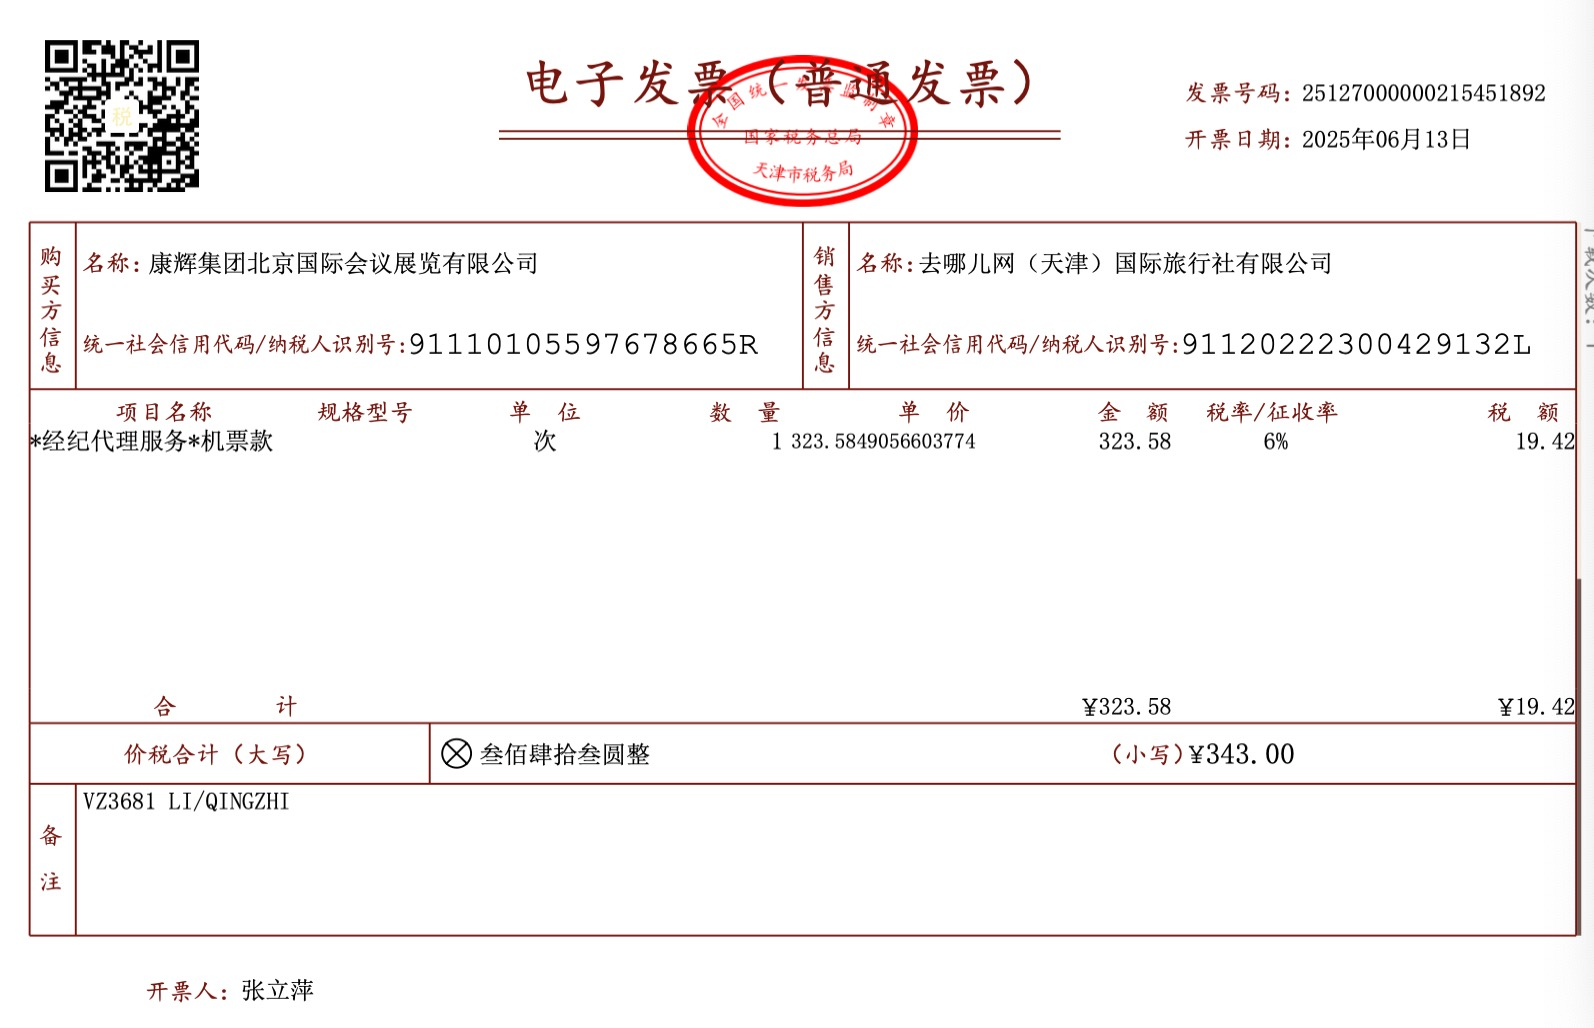 电子发票（普通发票）
全国统一发票监制章
国家税务总局
天津市税务局
税
发票号码：25127000000215451892
开票日期：2025年06月13日
购买方信息
名称：康辉集团北京国际会议展览有限公司
统一社会信用代码/纳税人识别号：91110105597678665R
销售方信息
名称：去哪儿网（天津）国际旅行社有限公司
统一社会信用代码/纳税人识别号：91120222300429132L
项目名称 规格型号 单 位 数 量 单 价 金 额 税率/征收率 税 额
*经纪代理服务*机票款 次 1 323.5849056603774 323.58 6% 19.42
合 计 ¥323.58 ¥19.42
价税合计（大写） 叁佰肆拾叁圆整 （小写）¥343.00
备注
VZ3681 LI/QINGZHI
开票人：张立萍